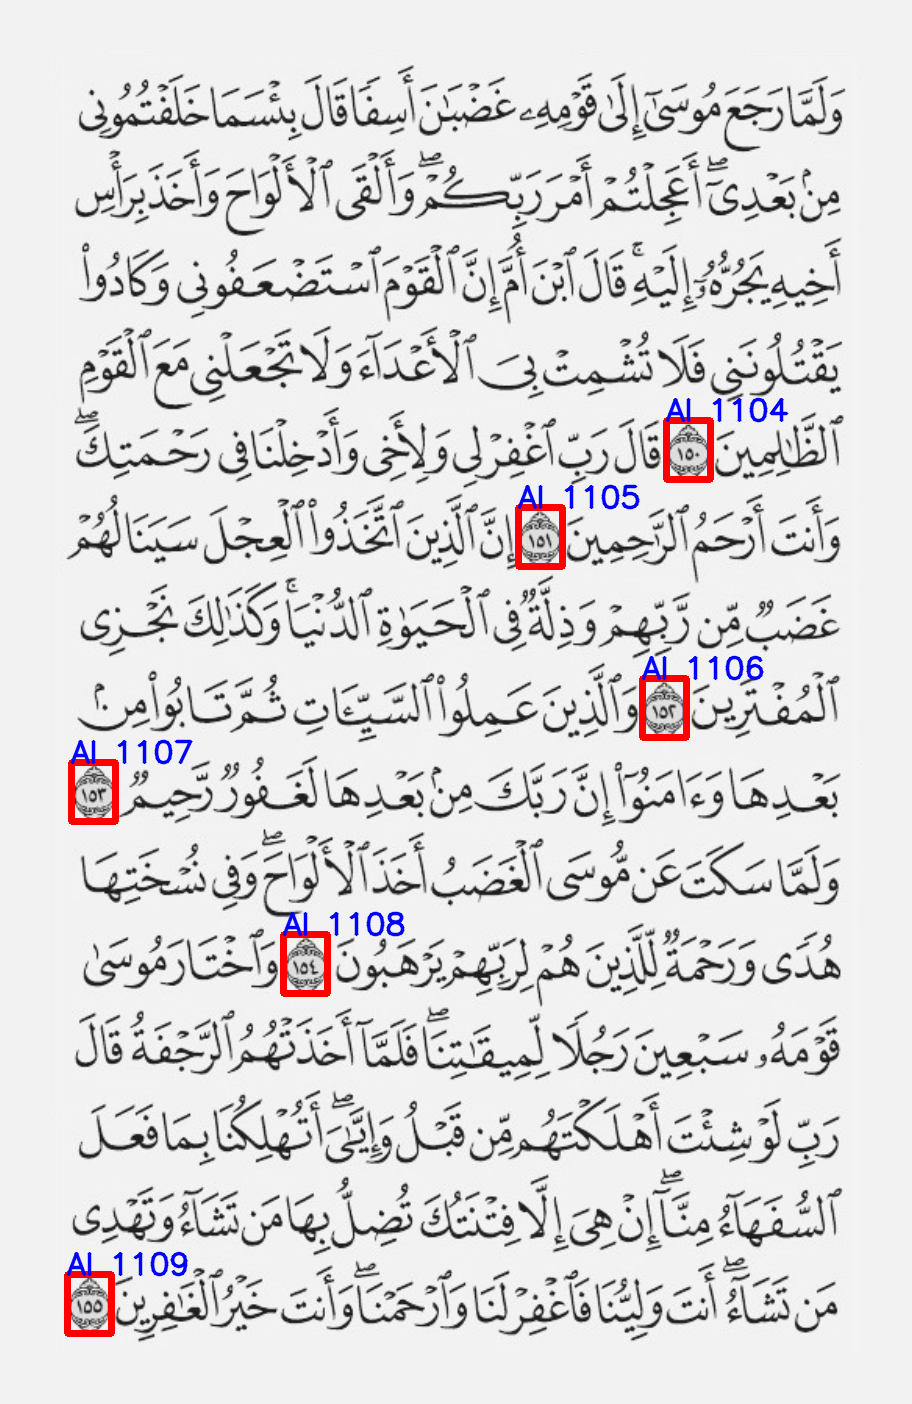 وَلَمَّا رَجَعَ مُوسَىٰٓ إِلَىٰ قَوْمِهِۦ غَضْبَٰنَ أَسِفًا قَالَ بِئْسَمَا خَلَفْتُمُونِى
مِنۢ بَعْدِىٓ ۖ أَعَجِلْتُمْ أَمْرَ رَبِّكُمْ ۖ وَأَلْقَى ٱلْأَلْوَاحَ وَأَخَذَ بِرَأْسِ
أَخِيهِ يَجُرُّهُۥٓ إِلَيْهِ ۚ قَالَ ٱبْنَ أُمَّ إِنَّ ٱلْقَوْمَ ٱسْتَضْعَفُونِى وَكَادُوا۟
يَقْتُلُونَنِى فَلَا تُشْمِتْ بِىَ ٱلْأَعْدَآءَ وَلَا تَجْعَلْنِى مَعَ ٱلْقَوْمِ
AI 1104
ٱلظَّٰلِمِينَ ١٥٠ قَالَ رَبِّ ٱغْفِرْ لِى وَلِأَخِى وَأَدْخِلْنَا فِى رَحْمَتِكَ ۖ
AI 1105
وَأَنتَ أَرْحَمُ ٱلرَّٰحِمِينَ ١٥١ إِنَّ ٱلَّذِينَ ٱتَّخَذُوا۟ ٱلْعِجْلَ سَيَنَالُهُمْ
غَضَبٌ مِّن رَّبِّهِمْ وَذِلَّةٌ فِى ٱلْحَيَوٰةِ ٱلدُّنْيَا ۚ وَكَذَٰلِكَ نَجْزِى
AI 1106
ٱلْمُفْتَرِينَ ١٥٢ وَٱلَّذِينَ عَمِلُوا۟ ٱلسَّيِّـَٔاتِ ثُمَّ تَابُوا۟ مِنۢ
AI 1107
بَعْدِهَا وَءَامَنُوٓا۟ إِنَّ رَبَّكَ مِنۢ بَعْدِهَا لَغَفُورٌ رَّحِيمٌ ١٥٣
وَلَمَّا سَكَتَ عَن مُّوسَى ٱلْغَضَبُ أَخَذَ ٱلْأَلْوَاحَ ۖ وَفِى نُسْخَتِهَا
AI 1108
هُدًى وَرَحْمَةٌ لِّلَّذِينَ هُمْ لِرَبِّهِمْ يَرْهَبُونَ ١٥٤ وَٱخْتَارَ مُوسَىٰ
قَوْمَهُۥ سَبْعِينَ رَجُلًا لِّمِيقَٰتِنَا ۖ فَلَمَّآ أَخَذَتْهُمُ ٱلرَّجْفَةُ قَالَ
رَبِّ لَوْ شِئْتَ أَهْلَكْتَهُم مِّن قَبْلُ وَإِيَّٰىَ ۖ أَتُهْلِكُنَا بِمَا فَعَلَ
ٱلسُّفَهَآءُ مِنَّآ ۖ إِنْ هِىَ إِلَّا فِتْنَتُكَ تُضِلُّ بِهَا مَن تَشَآءُ وَتَهْدِى
AI 1109
مَن تَشَآءُ ۖ أَنتَ وَلِيُّنَا فَٱغْفِرْ لَنَا وَٱرْحَمْنَا ۖ وَأَنتَ خَيْرُ ٱلْغَٰفِرِينَ ١٥٥